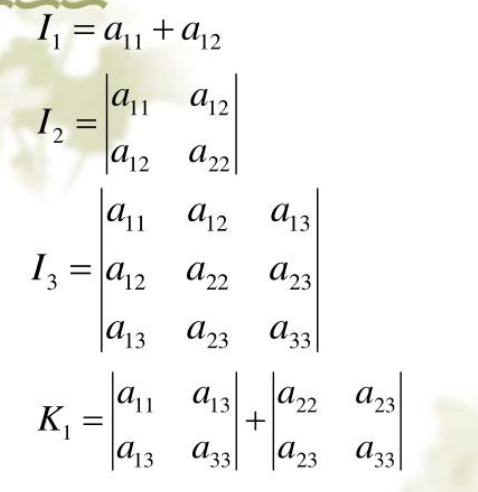 I₁ = a₁₁ + a₁₂
I₂ = |a₁₁ a₁₂|
|a₁₂ a₂₂|
I₃ = |a₁₁ a₁₂ a₁₃|
|a₁₂ a₂₂ a₂₃|
|a₁₃ a₂₃ a₃₃|
K₁ = |a₁₁ a₁₃| + |a₂₂ a₂₃|
|a₁₃ a₃₃| |a₂₃ a₃₃|